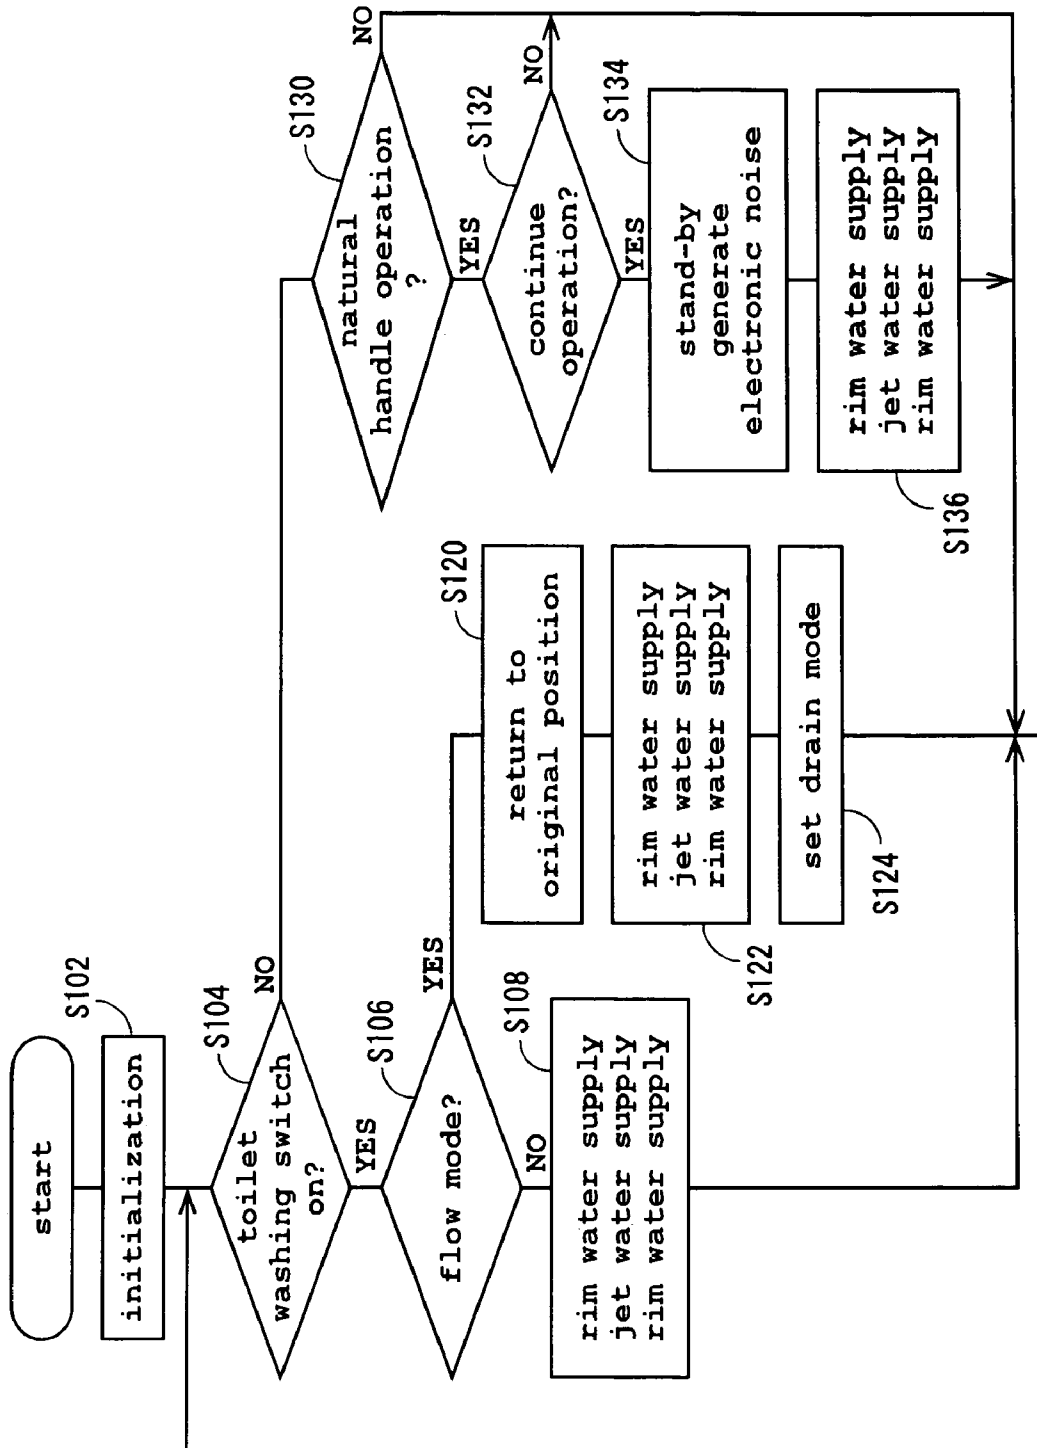 start
S102
initialization
S104
toilet
washing switch
on?
NO
YES
S106
flow mode?
YES
NO
S108
rim water supply
jet water supply
rim water supply
S120
return to
original position
rim water supply
jet water supply
rim water supply
S122
set drain mode
S124
S130
natural
handle operation
?
NO
YES
S132
continue
operation?
NO
YES
S134
stand-by
generate
electronic noise
rim water supply
jet water supply
rim water supply
S136